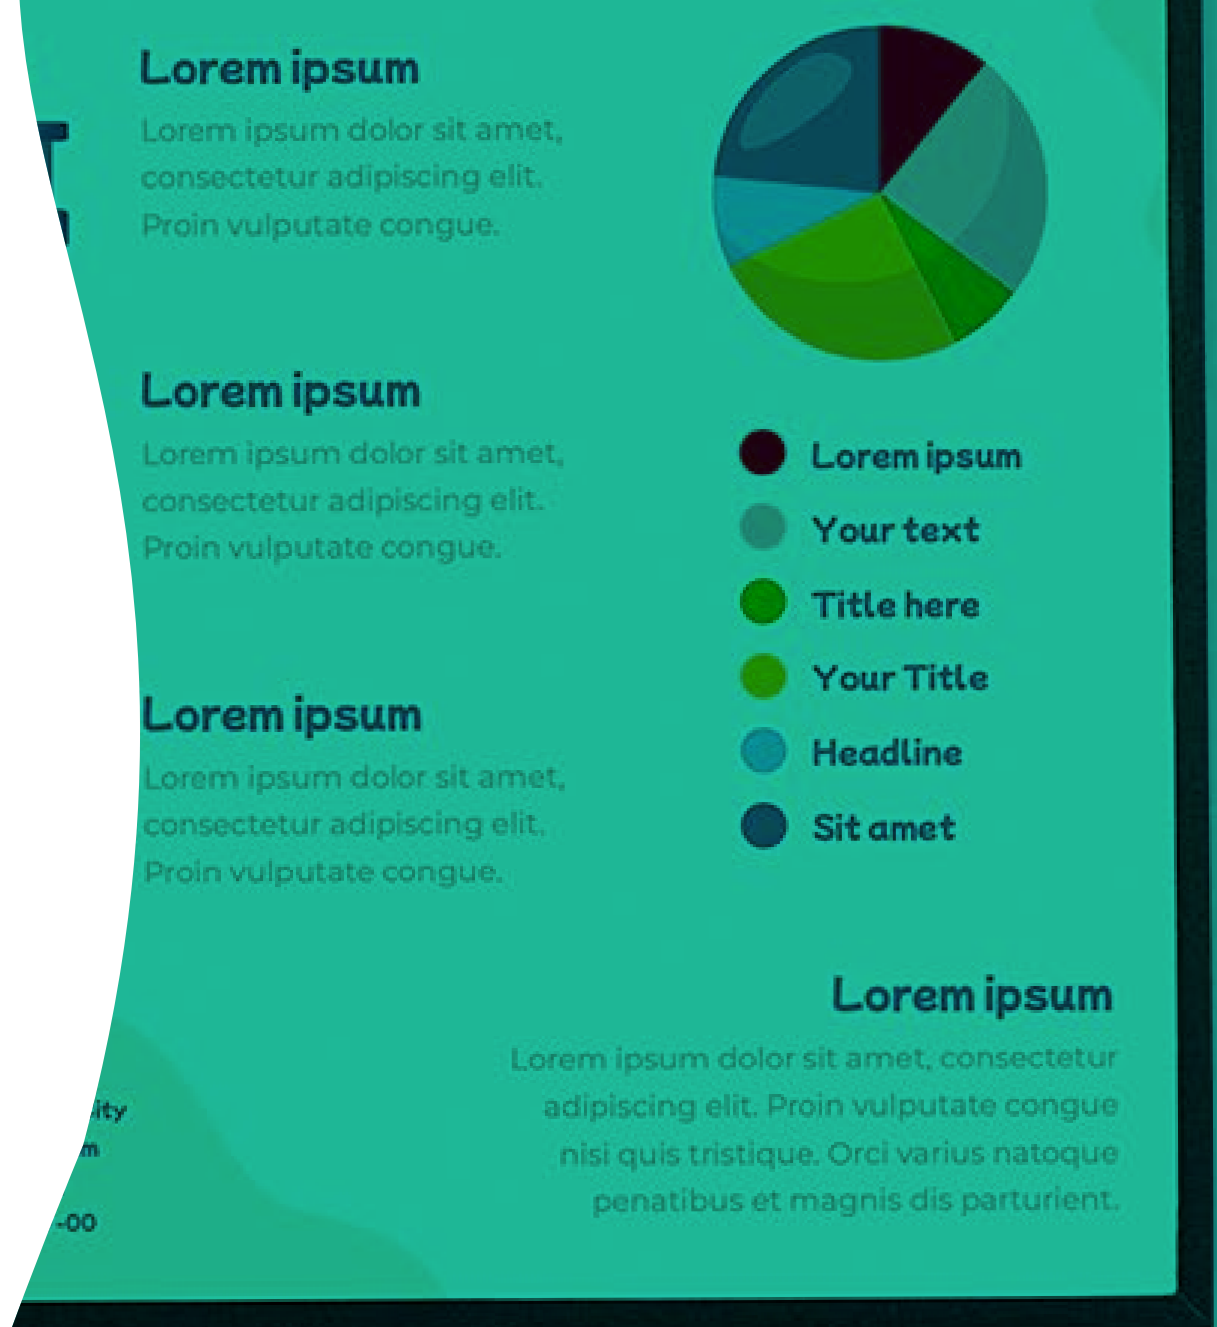 Lorem ipsum
Lorem ipsum dolor sit amet,
consectetur adipiscing elit.
Proin vulputate congue.
Lorem ipsum
Lorem ipsum dolor sit amet,
consectetur adipiscing elit.
Proin vulputate congue.
Lorem ipsum
Lorem ipsum dolor sit amet,
consectetur adipiscing elit.
Proin vulputate congue.
Lorem ipsum
Your text
Title here
Your Title
Headline
Sit amet
Lorem ipsum
Lorem ipsum dolor sit amet, consectetur
adipiscing elit. Proin vulputate congue
nisi quis tristique. Orci varius natoque
penatibus et magnis dis parturient.
-00